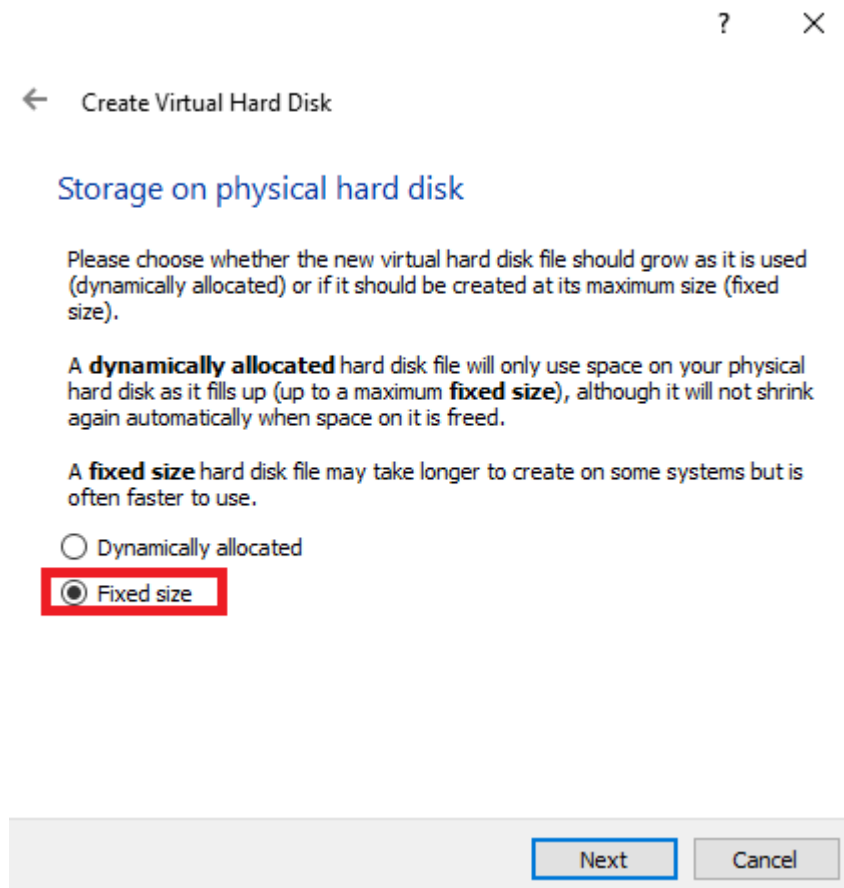 ?
Create Virtual Hard Disk
Storage on physical hard disk
Please choose whether the new virtual hard disk file should grow as it is used
(dynamically allocated) or if it should be created at its maximum size (fixed
size).
A dynamically allocated hard disk file will only use space on your physical
hard disk as it fills up (up to a maximum fixed size), although it will not shrink
again automatically when space on it is freed.
A fixed size hard disk file may take longer to create on some systems but is
often faster to use.
Dynamically allocated
Fixed size
Next Cancel